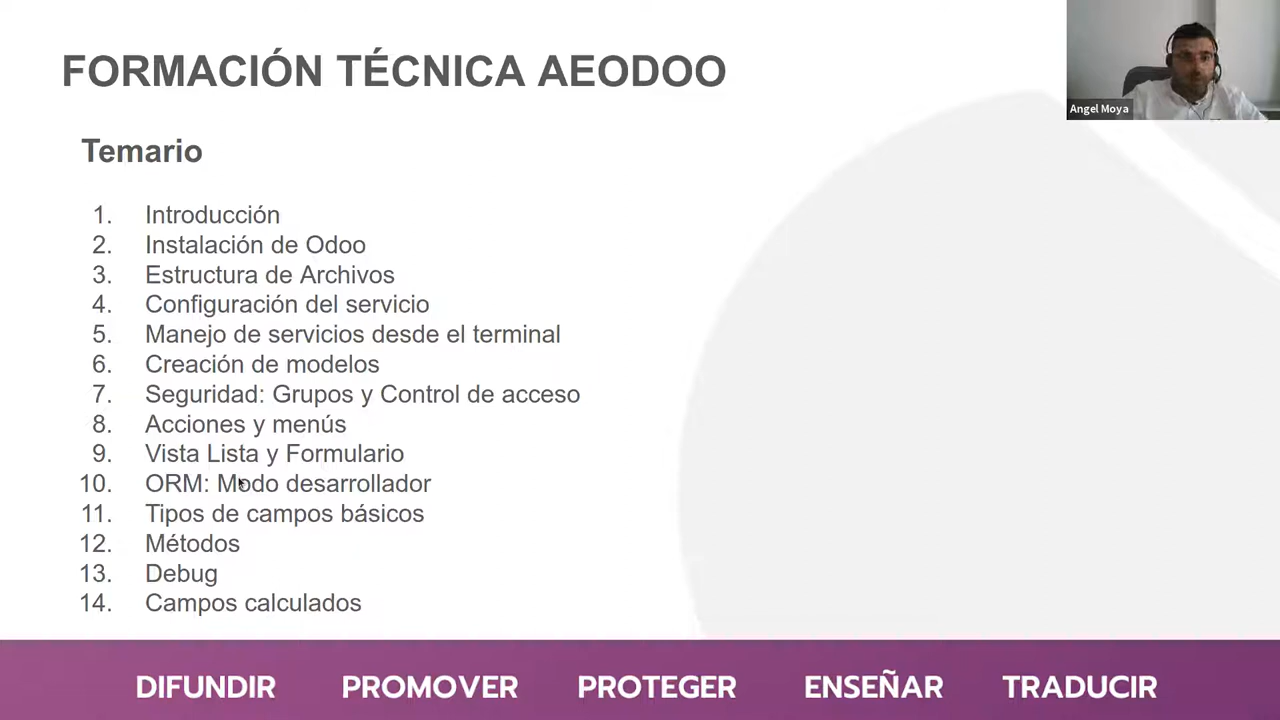 FORMACIÓN TÉCNICA AEODOO
Angel Moya
Temario
1. Introducción
2. Instalación de Odoo
3. Estructura de Archivos
4. Configuración del servicio
5. Manejo de servicios desde el terminal
6. Creación de modelos
7. Seguridad: Grupos y Control de acceso
8. Acciones y menús
9. Vista Lista y Formulario
10. ORM: Modo desarrollador
11. Tipos de campos básicos
12. Métodos
13. Debug
14. Campos calculados
DIFUNDIR PROMOVER PROTEGER ENSEÑAR TRADUCIR